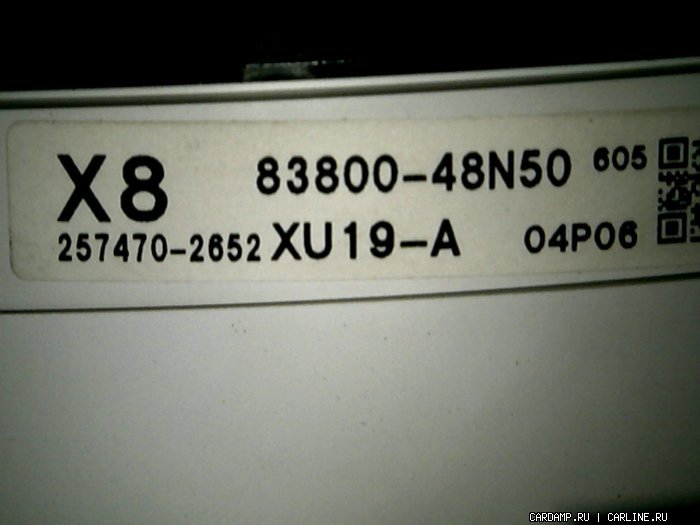 X8 83800-48N50 605
257470-2652 XU19-A 04P06
CARDAMP.RU | CARLINE.RU